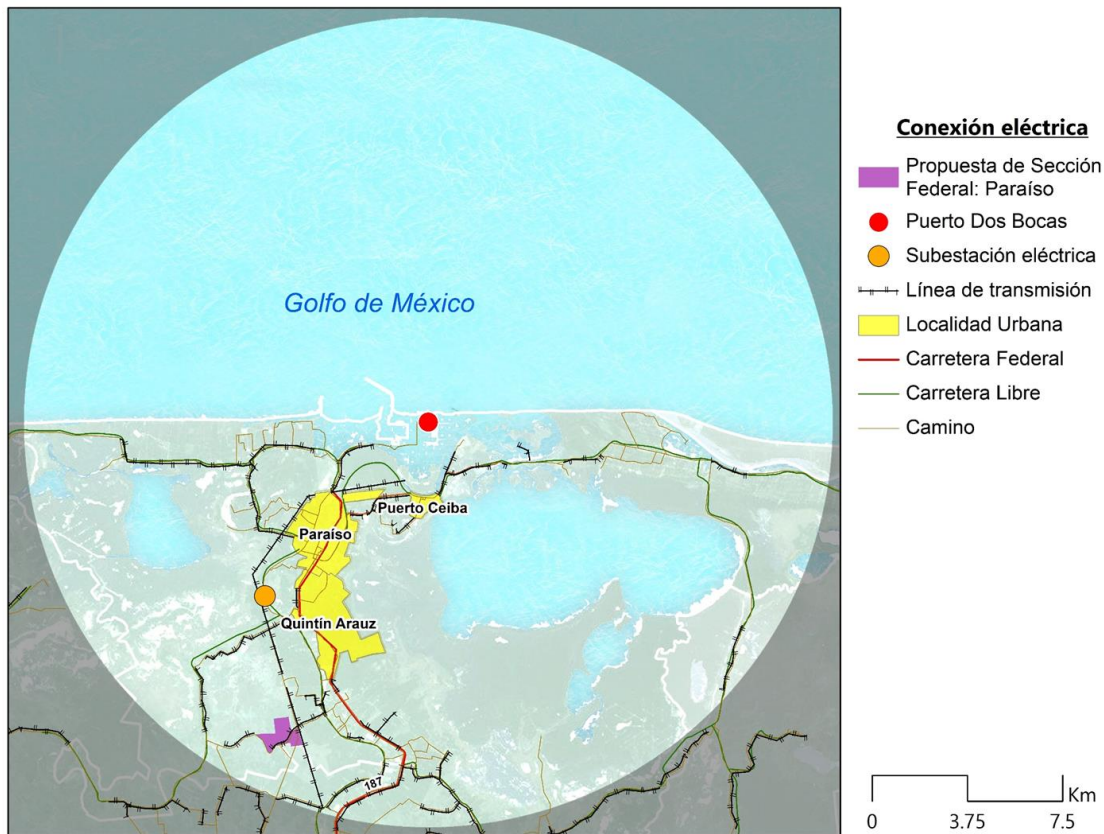 Golfo de México
Puerto Ceiba
Paraíso
Quintín Arauz
187
Conexión eléctrica
Propuesta de Sección
Federal: Paraíso
Puerto Dos Bocas
Subestación eléctrica
Línea de transmisión
Localidad Urbana
Carretera Federal
Carretera Libre
Camino
Km
0 3.75 7.5